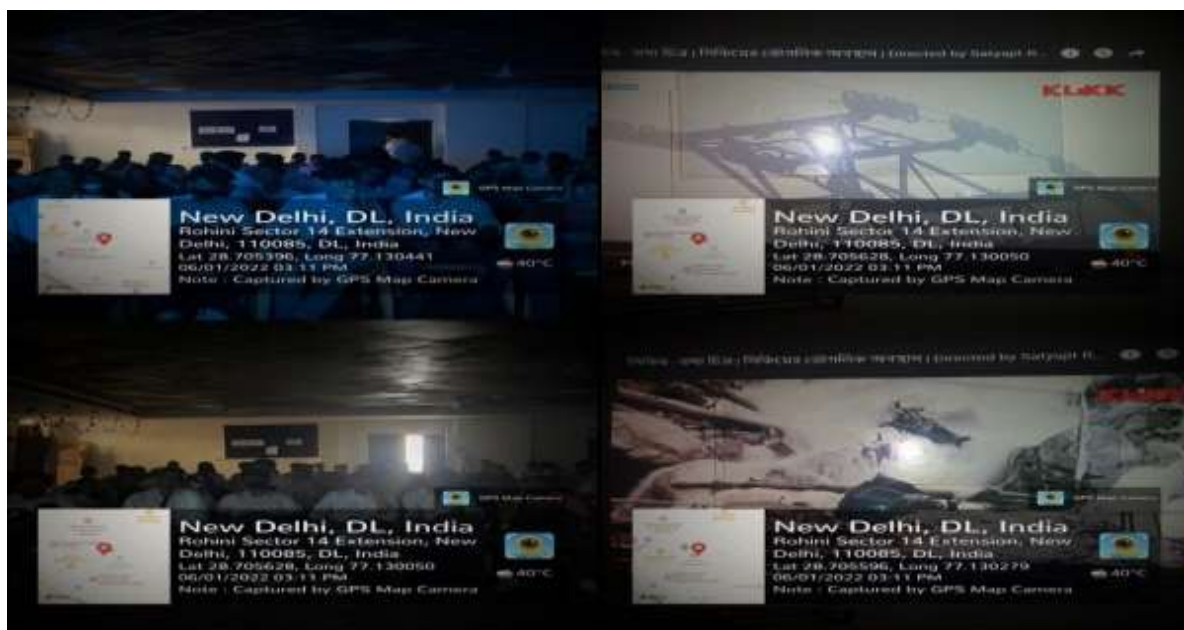 GPS Map Camera
New Delhi, DL, India
Rohini Sector 14 Extension, New
Delhi, 110085, DL, India
Lat 28.705396, Long 77.130441
06/01/2022 03:11 PM
Note : Captured by GPS Map Camera
40°C
Directed by Satyajit R...
KLiKK
GPS Map Camera
New Delhi, DL, India
Rohini Sector 14 Extension, New
Delhi, 110085, DL, India
Lat 28.705628, Long 77.130050
06/01/2022 03:11 PM
Note : Captured by GPS Map Camera
40°C
GPS Map Camera
New Delhi, DL, India
Rohini Sector 14 Extension, New
Delhi, 110085, DL, India
Lat 28.705628, Long 77.130050
06/01/2022 03:11 PM
Note : Captured by GPS Map Camera
40°C
Directed by Satyajit R...
GPS Map Camera
New Delhi, DL, India
Rohini Sector 14 Extension, New
Delhi, 110085, DL, India
Lat 28.705596, Long 77.130279
06/01/2022 03:11 PM
Note : Captured by GPS Map Camera
40°C